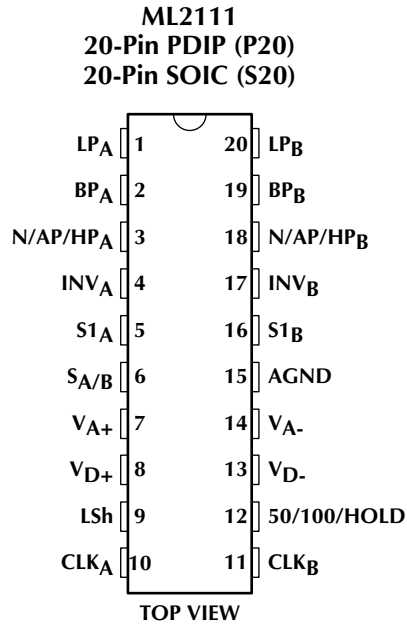 ML2111
20-Pin PDIP (P20)
20-Pin SOIC (S20)
LPA 1 20 LPB
BPA 2 19 BPB
N/AP/HPA 3 18 N/AP/HPB
INVA 4 17 INVB
S1A 5 16 S1B
SA/B 6 15 AGND
VA+ 7 14 VA-
VD+ 8 13 VD-
LSh 9 12 50/100/HOLD
CLKA 10 11 CLKB
TOP VIEW